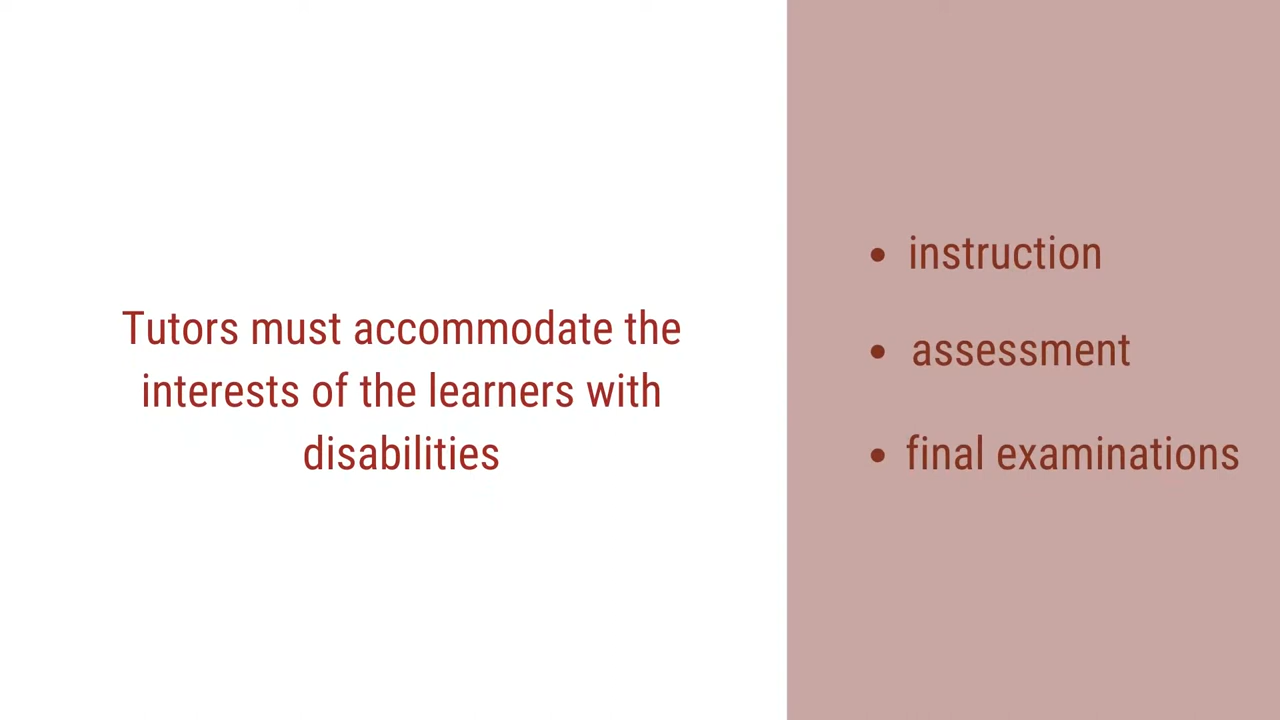 Tutors must accommodate the
interests of the learners with
disabilities
• instruction
• assessment
• final examinations